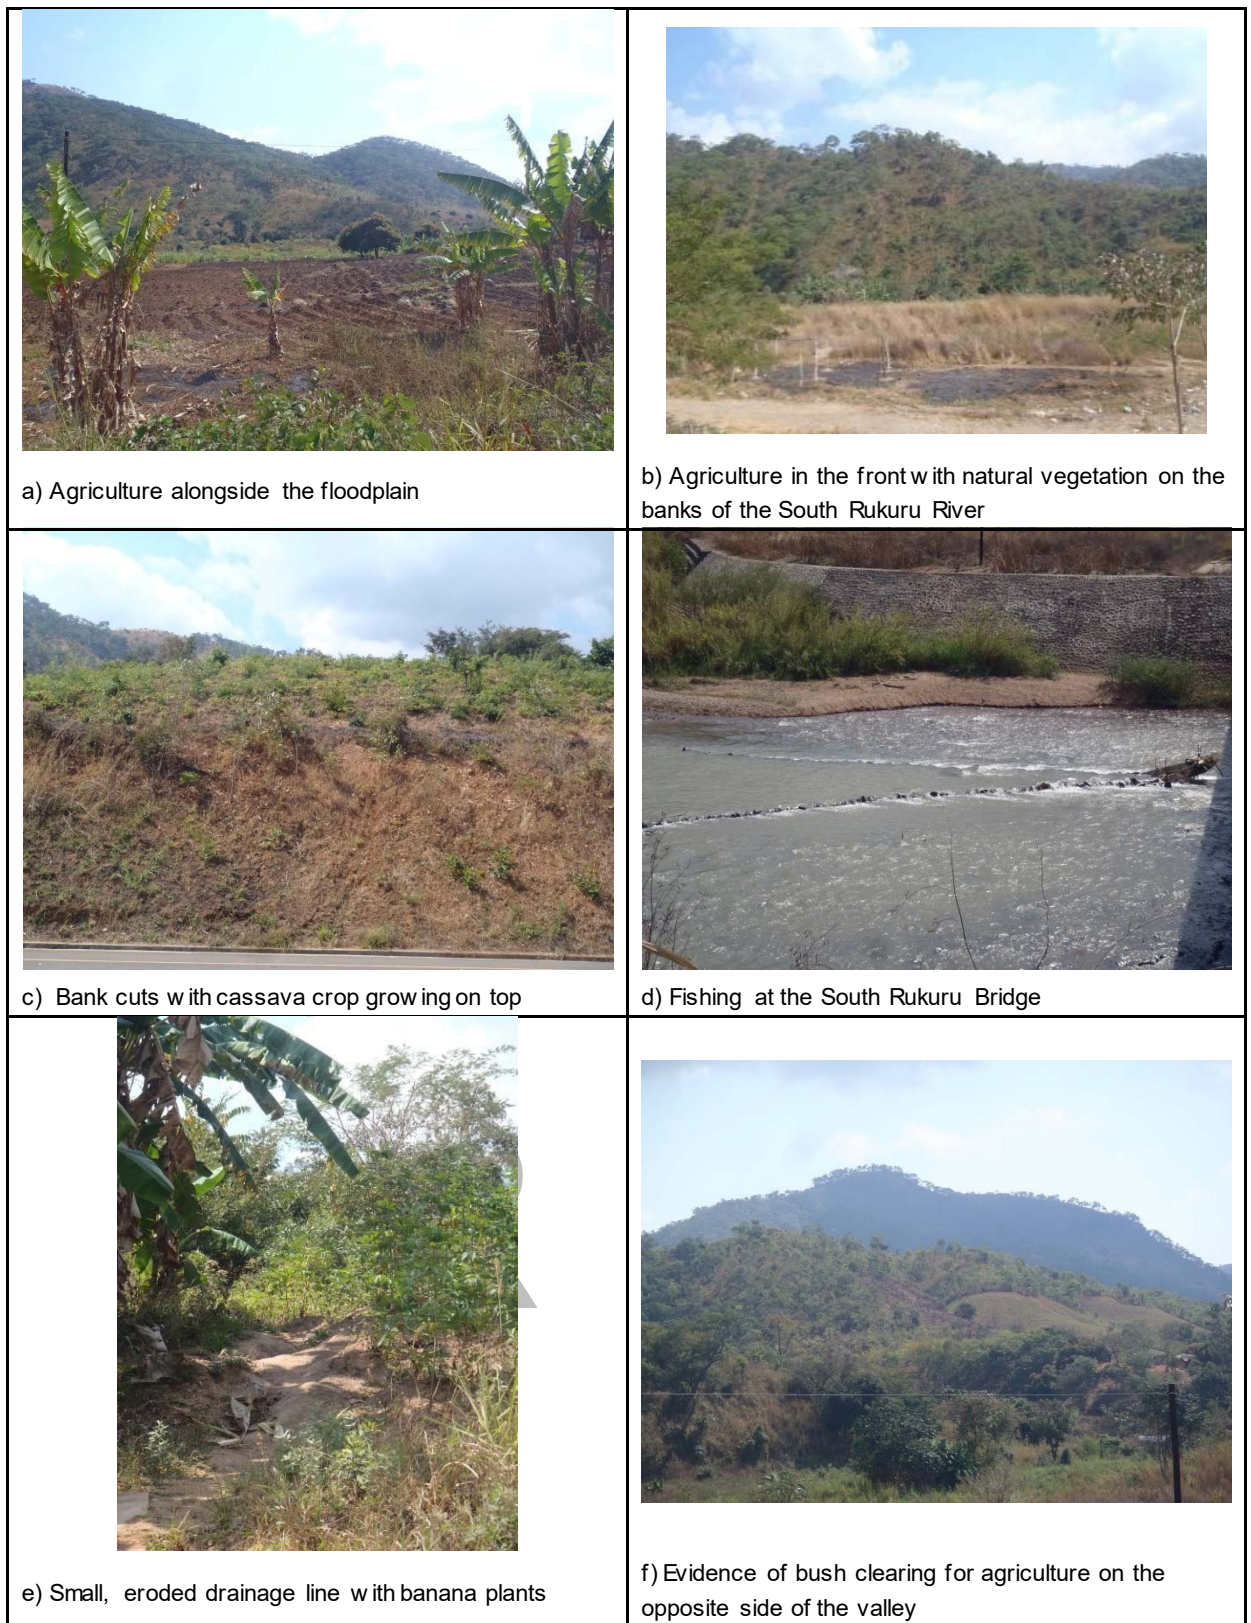 a) Agriculture alongside the floodplain
b) Agriculture in the front with natural vegetation on the
banks of the South Rukuru River
c) Bank cuts with cassava crop growing on top
d) Fishing at the South Rukuru Bridge
e) Small, eroded drainage line with banana plants
f) Evidence of bush clearing for agriculture on the
opposite side of the valley